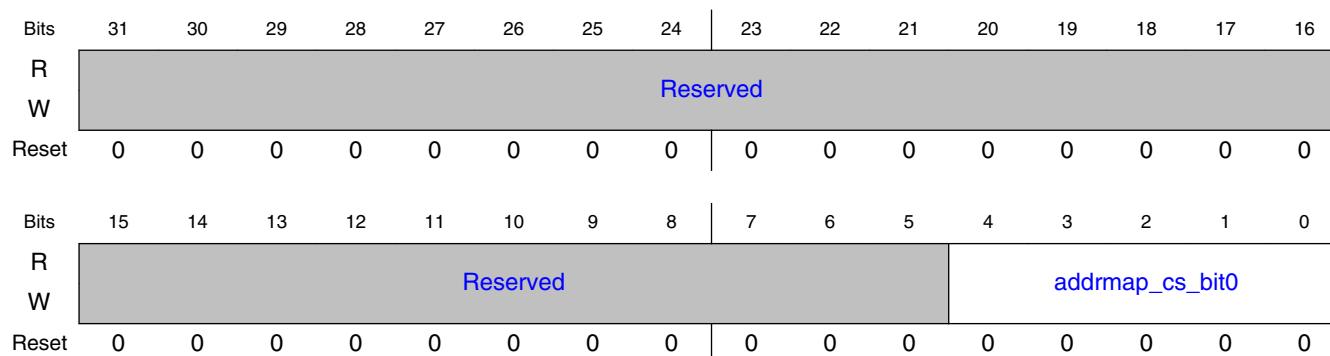 Bits 31 30 29 28 27 26 25 24 23 22 21 20 19 18 17 16
R
Reserved
W
Reset 0 0 0 0 0 0 0 0 0 0 0 0 0 0 0 0
Bits 15 14 13 12 11 10 9 8 7 6 5 4 3 2 1 0
R
Reserved addrmap_cs_bit0
W
Reset 0 0 0 0 0 0 0 0 0 0 0 0 0 0 0 0